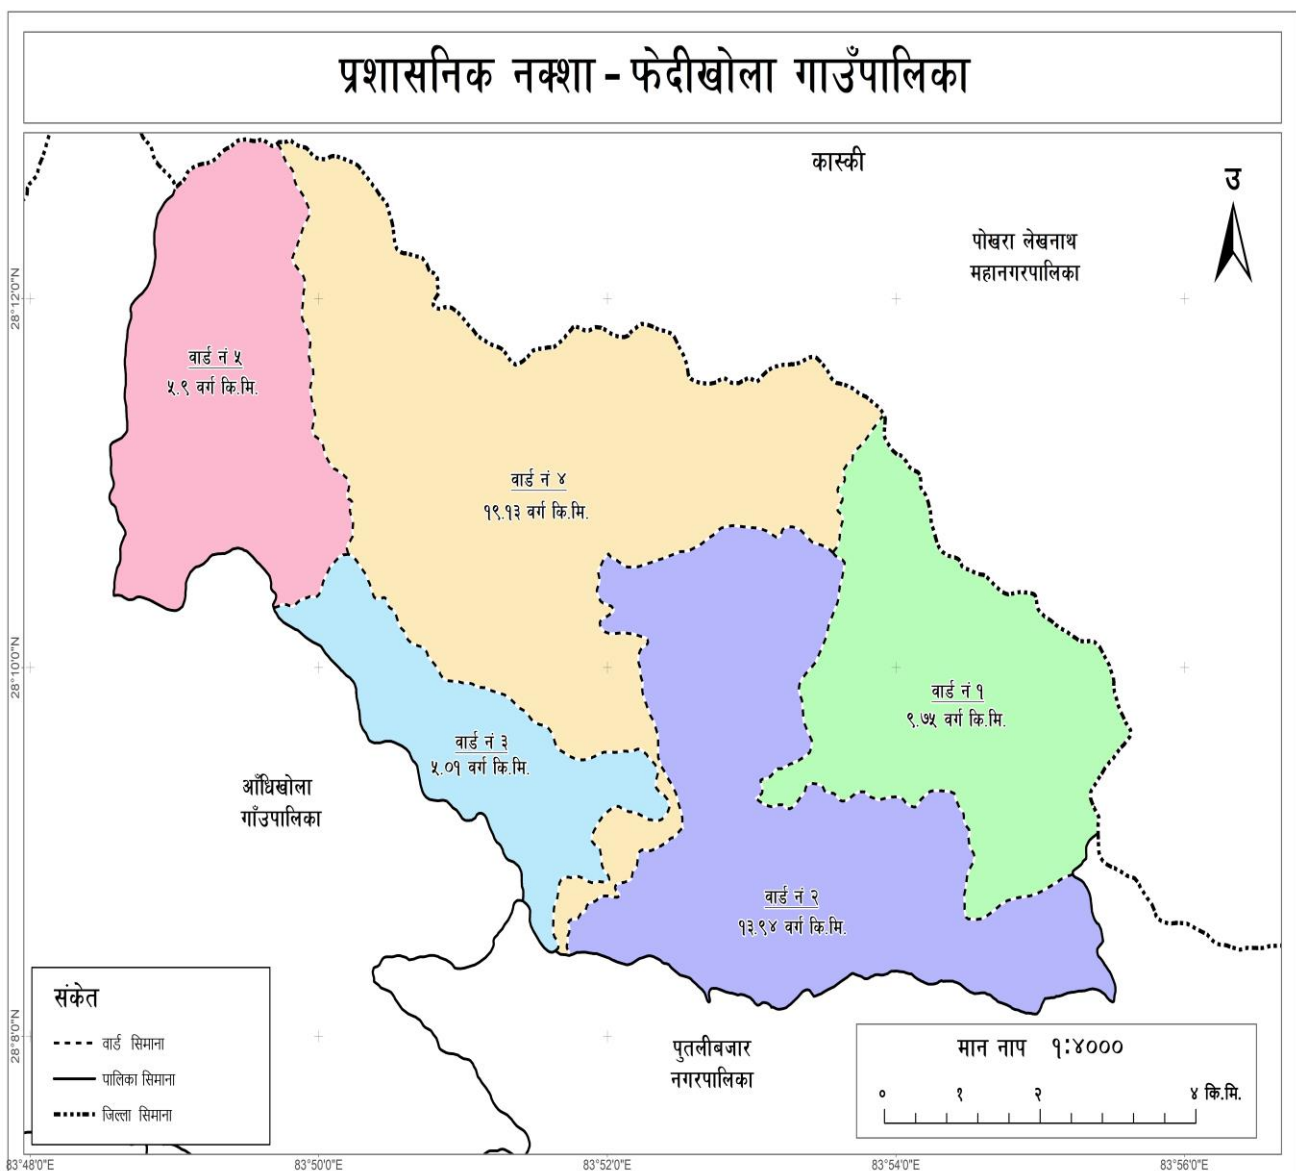 प्रशासनिक नक्शा - फेदीखोला गाउँपालिका
कास्की
उ
पोखरा लेखनाथ
महानगरपालिका
28°12'0"N
वार्ड नं ५
५.९ वर्ग कि.मि.
वार्ड नं ४
१९.१३ वर्ग कि.मि.
28°10'0"N
वार्ड नं १
९.७५ वर्ग कि.मि.
वार्ड नं ३
५.०१ वर्ग कि.मि.
आँधिखोला
गाँउपालिका
वार्ड नं २
१३.९४ वर्ग कि.मि.
संकेत
वार्ड सिमाना
पालिका सिमाना
जिल्ला सिमाना
28°8'0"N
पुतलीबजार
नगरपालिका
मान नाप १:४०००
० १ २ ४ कि.मि.
83°48'0"E 83°50'0"E 83°52'0"E 83°54'0"E 83°56'0"E